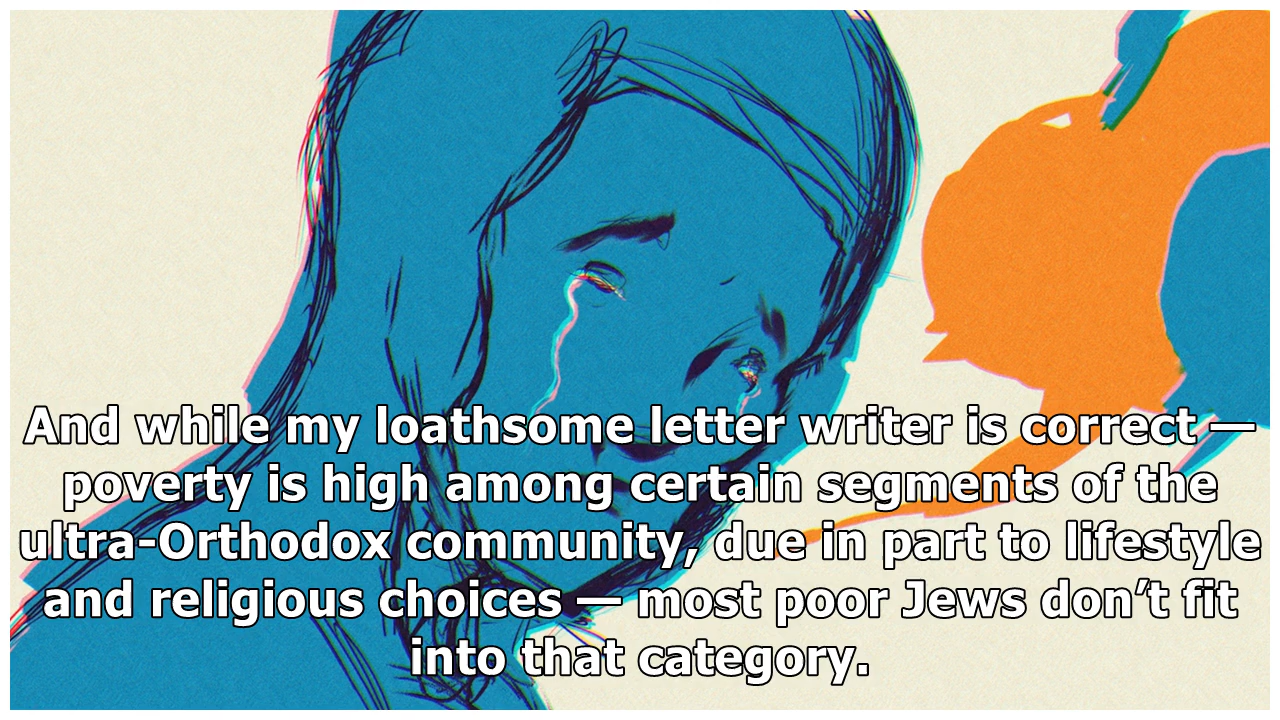 And while my loathsome letter writer is correct —
poverty is high among certain segments of the
ultra-Orthodox community, due in part to lifestyle
and religious choices — most poor Jews don’t fit
into that category.